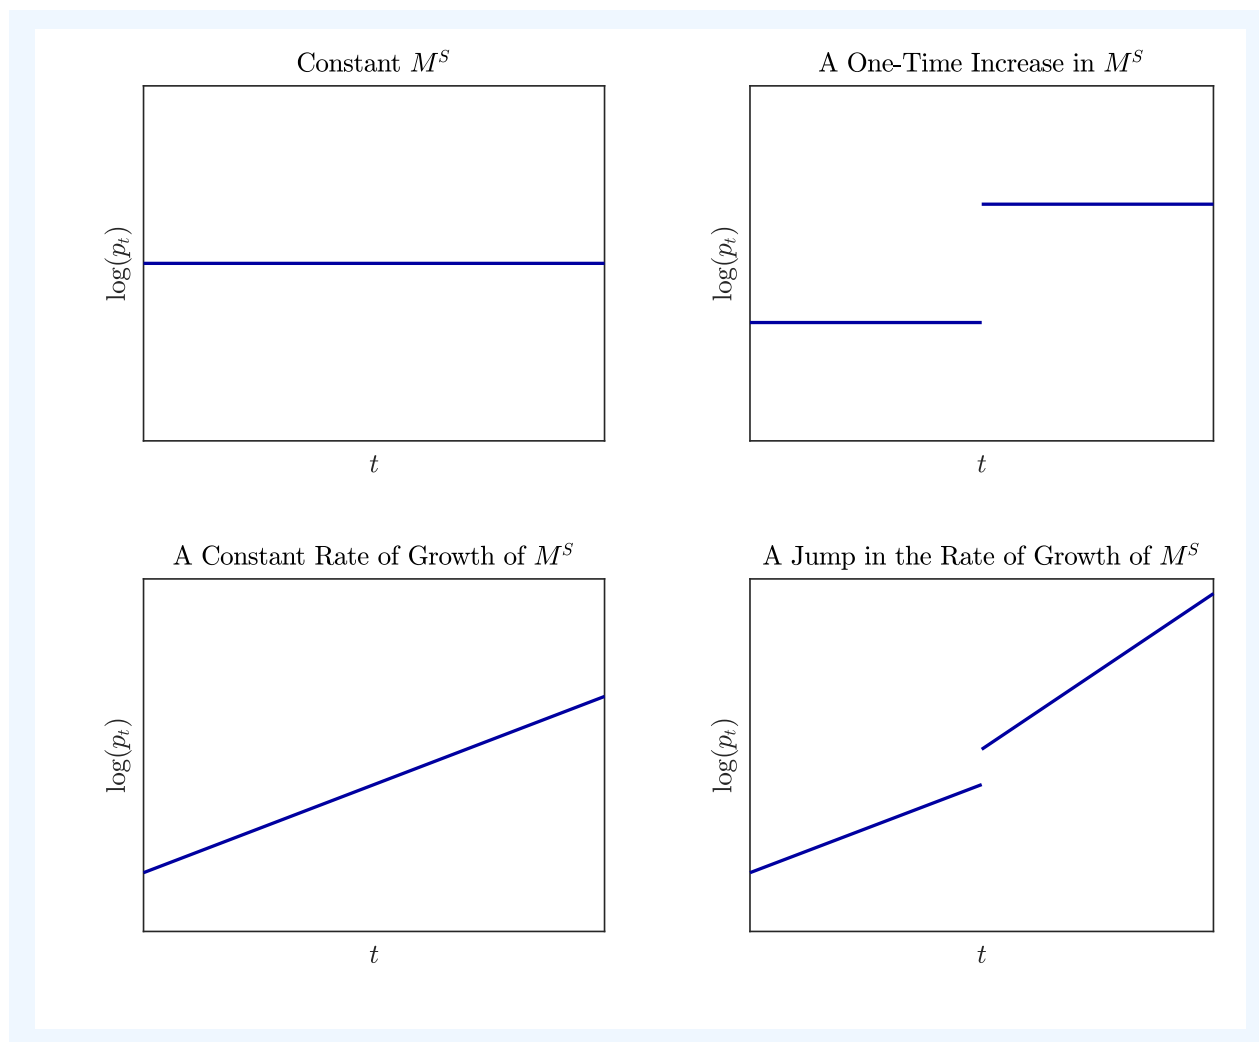 Constant M^S
A One-Time Increase in M^S
log(p_t)
log(p_t)
t
t
A Constant Rate of Growth of M^S
A Jump in the Rate of Growth of M^S
log(p_t)
log(p_t)
t
t